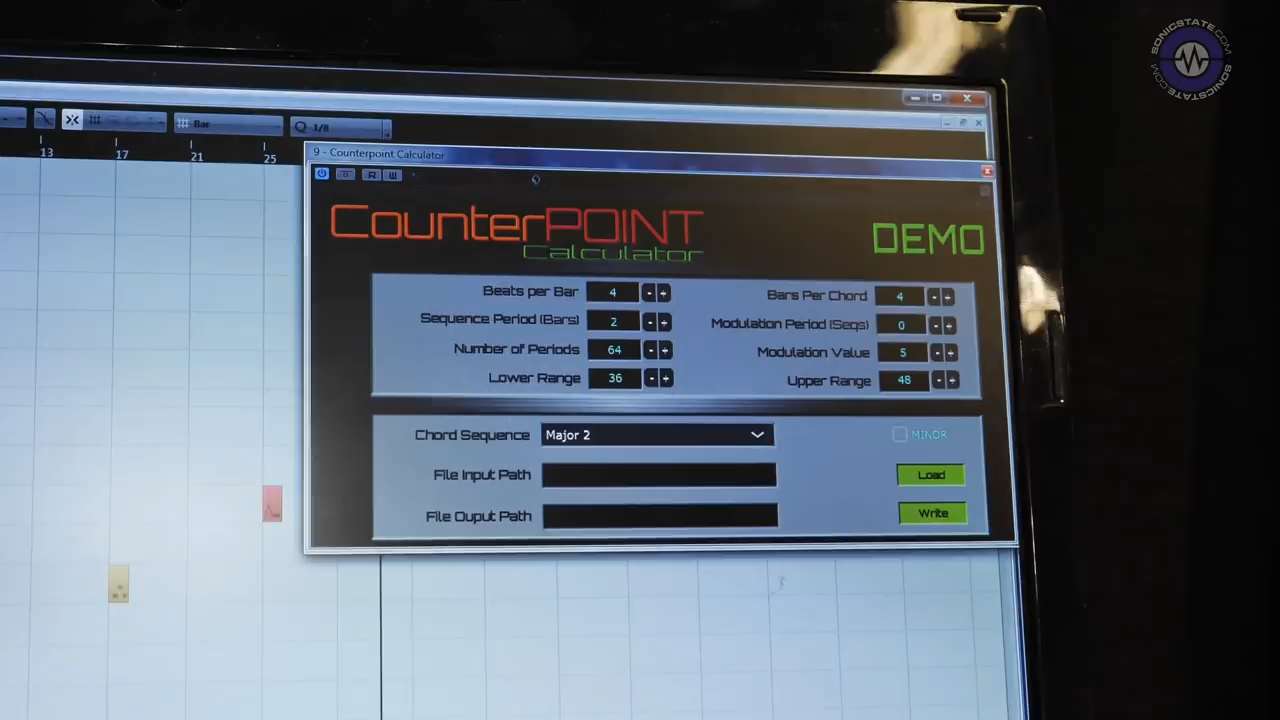 SONICSTATE.COM SONICSTATE.COM
Bar
Q 1/8
13 17 21 25
9 - Counterpoint Calculator
R W
CounterPOINT
Calculator
DEMO
Beats per Bar 4 - + Bars Per Chord 4 - +
Sequence Period (Bars) 2 - + Modulation Period (Seqs) 0 - +
Number of Periods 64 - + Modulation Value 5 - +
Lower Range 36 - + Upper Range 48 - +
Chord Sequence Major 2 MINOR
File Input Path Load
File Ouput Path Write